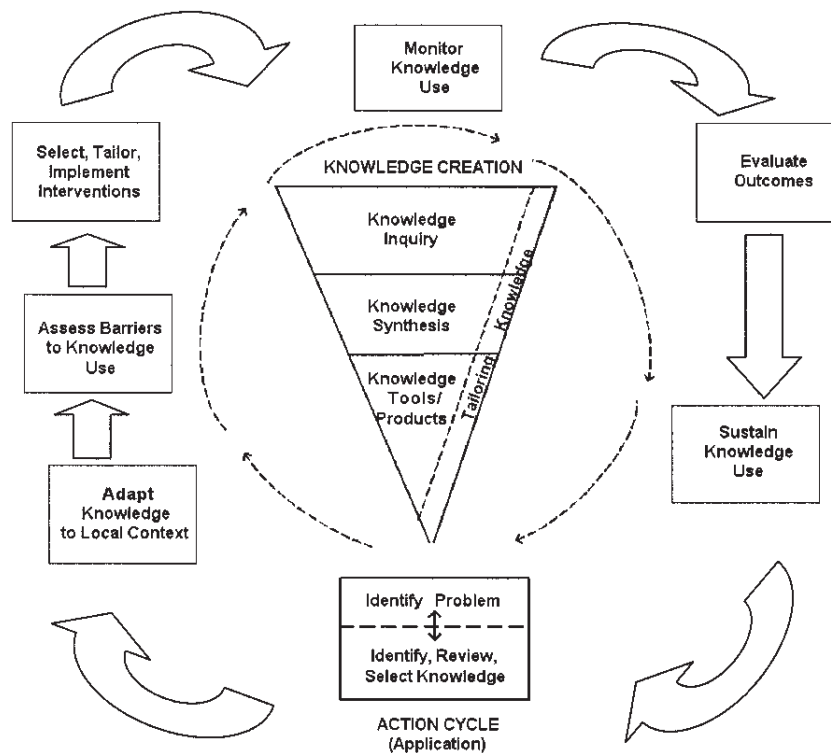 Monitor
Knowledge
Use
Select, Tailor,
Implement
Interventions
Evaluate
Outcomes
KNOWLEDGE CREATION
Knowledge
Inquiry
Knowledge
Synthesis
Knowledge
Tools/
Products
Tailoring Knowledge
Assess Barriers
to Knowledge
Use
Sustain
Knowledge
Use
Adapt
Knowledge
to Local Context
Identify Problem
Identify, Review,
Select Knowledge
ACTION CYCLE
(Application)